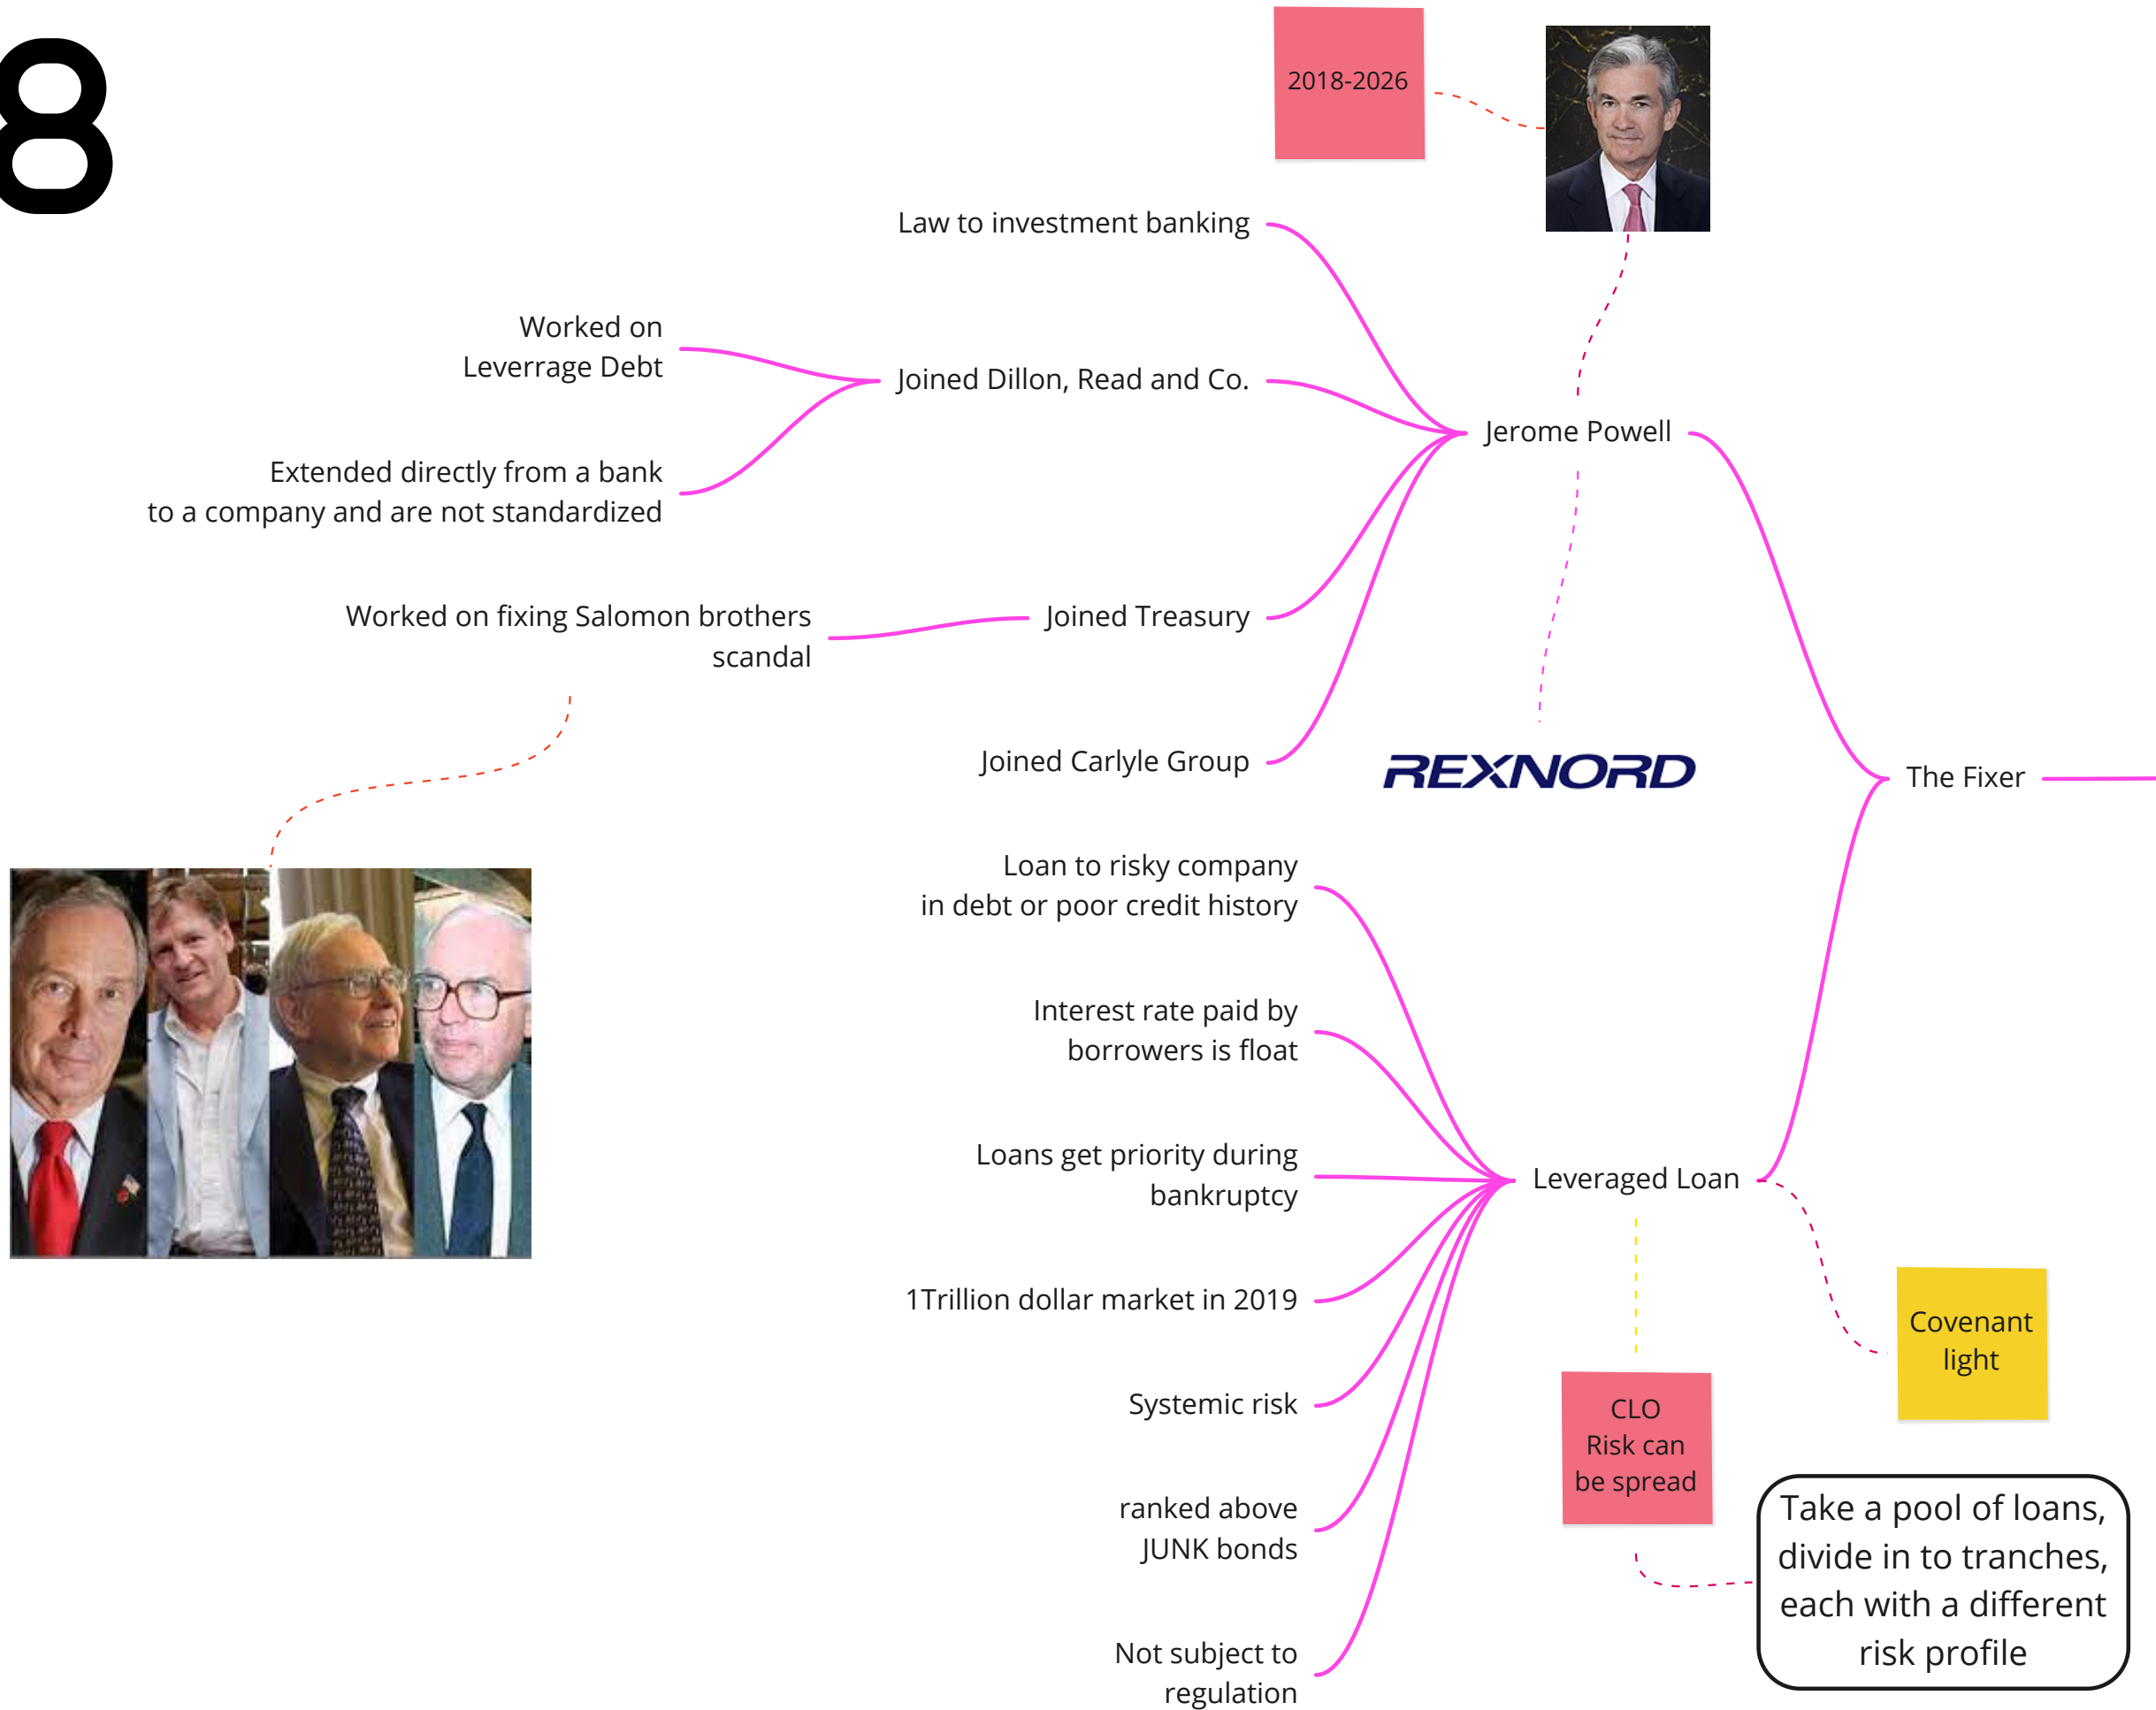 8
2018-2026
Law to investment banking
Worked on
Leverrage Debt
Joined Dillon, Read and Co.
Jerome Powell
Extended directly from a bank
to a company and are not standardized
Worked on fixing Salomon brothers
scandal
Joined Treasury
Joined Carlyle Group
REXNORD
The Fixer
Loan to risky company
in debt or poor credit history
Interest rate paid by
borrowers is float
Loans get priority during
bankruptcy
Leveraged Loan
1Trillion dollar market in 2019
Covenant
light
Systemic risk
CLO
Risk can
be spread
ranked above
JUNK bonds
Take a pool of loans,
divide in to tranches,
each with a different
risk profile
Not subject to
regulation